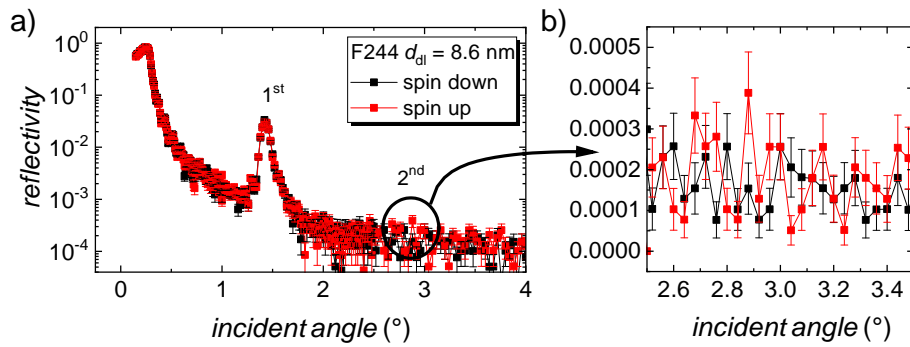 a)
reflectivity
10⁰
10⁻¹
10⁻²
10⁻³
10⁻⁴
0 1 2 3 4
incident angle (°)
F244 d_dl = 8.6 nm
spin down
spin up
1st
2nd
b)
0.0005
0.0004
0.0003
0.0002
0.0001
0.0000
2.6 2.8 3.0 3.2 3.4
incident angle (°)